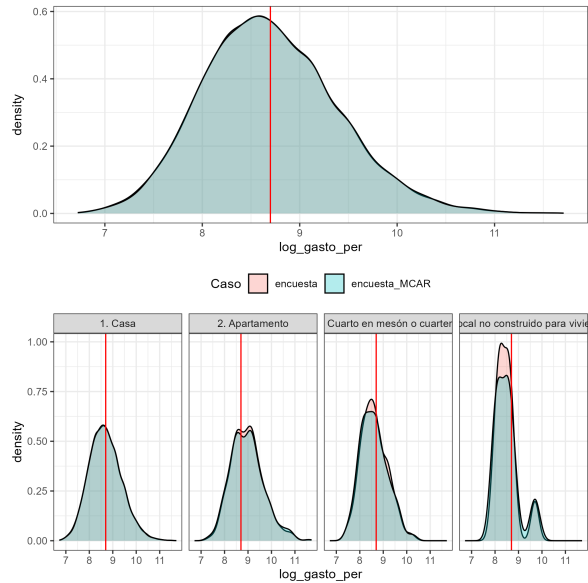 density
0.6
0.4
0.2
0.0
7 8 9 10 11
log_gasto_per
Caso encuesta encuesta_MCAR
1. Casa 2. Apartamento Cuarto en mesón o cuarter ocal no construido para vivie
density
1.00
0.75
0.50
0.25
0.00
7 8 9 10 11 7 8 9 10 11 7 8 9 10 11 7 8 9 10 11
log_gasto_per